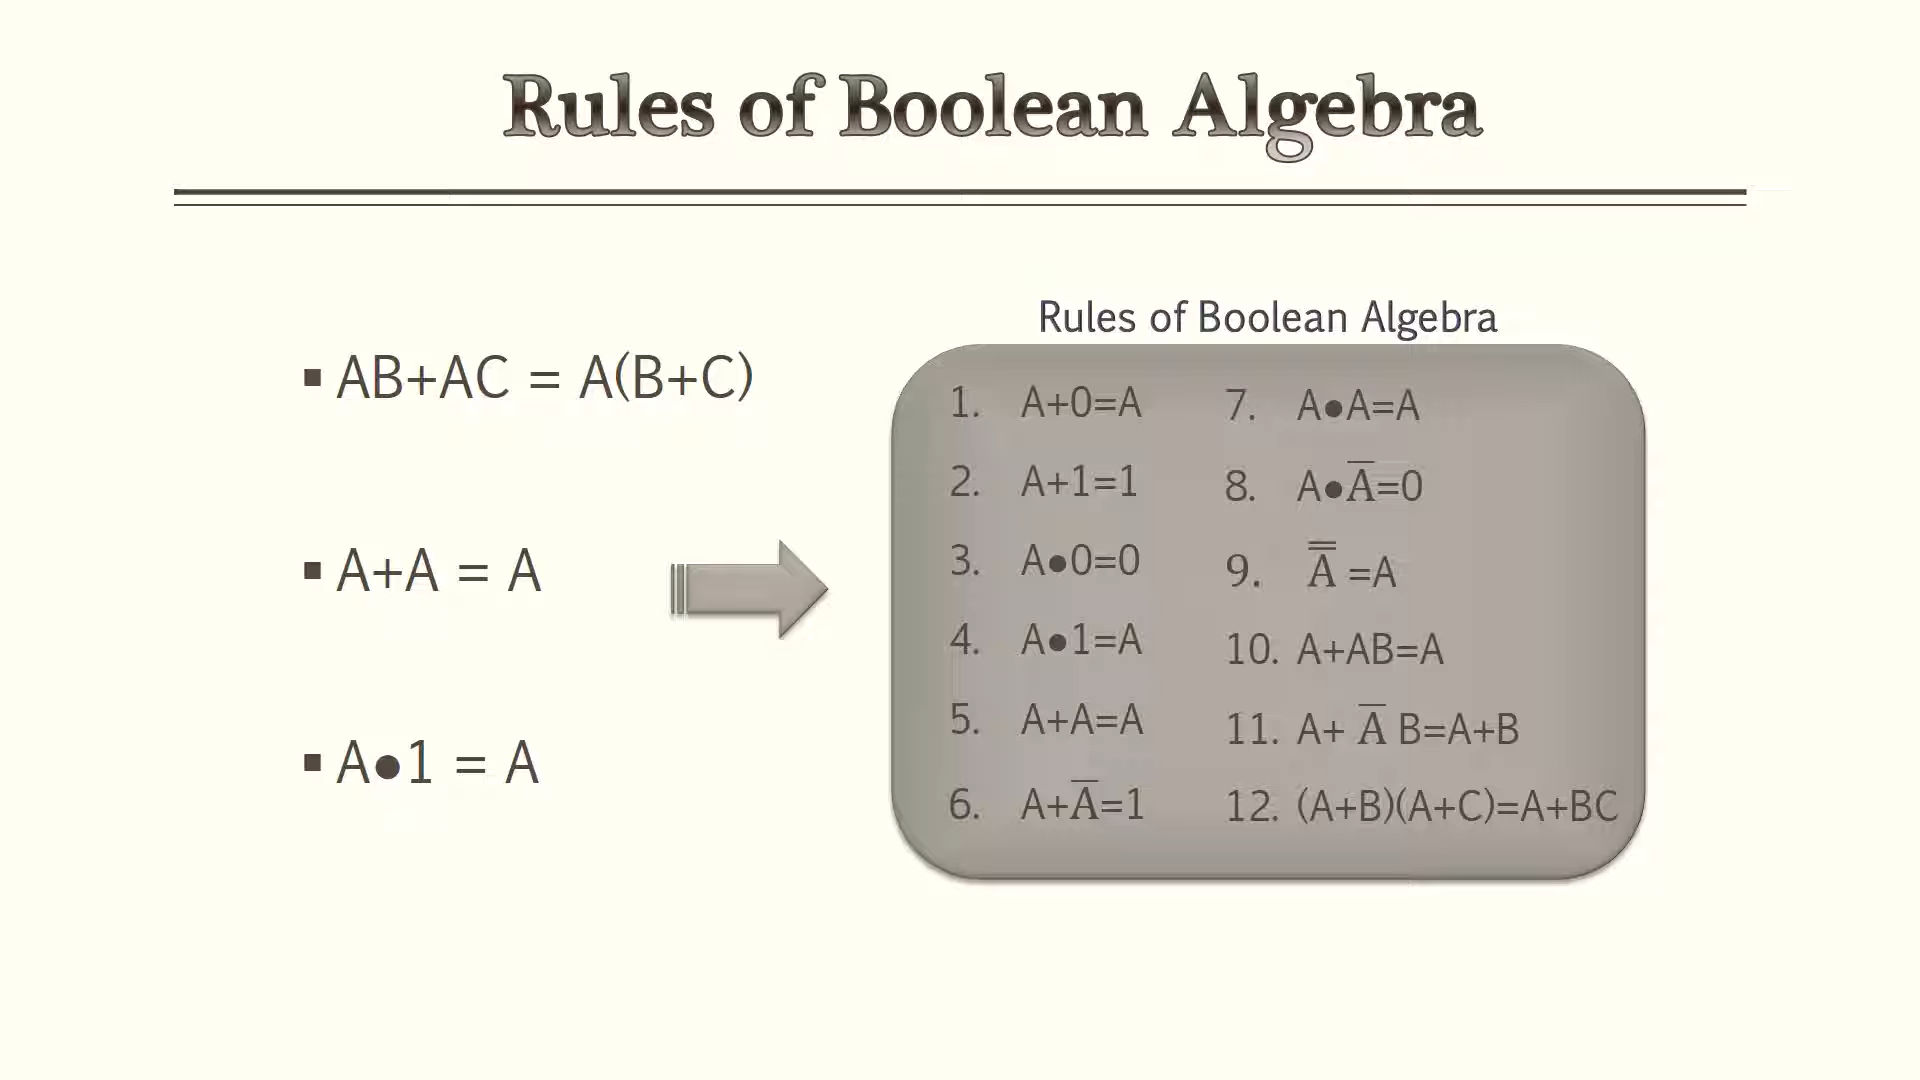 Rules of Boolean Algebra
▪ AB+AC = A(B+C)
▪ A+A = A
▪ A●1 = A
Rules of Boolean Algebra
1. A+0=A
2. A+1=1
3. A●0=0
4. A●1=A
5. A+A=A
6. A+A̅=1
7. A●A=A
8. A●A̅=0
9. A̿ =A
10. A+AB=A
11. A+ A̅ B=A+B
12. (A+B)(A+C)=A+BC